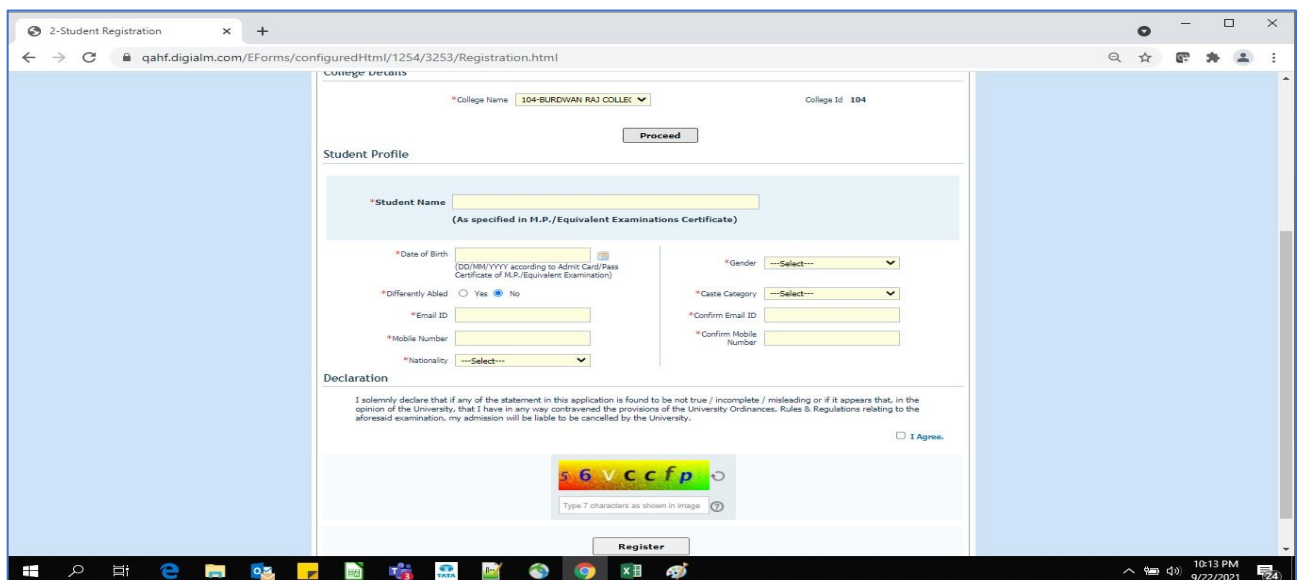 2-Student Registration
qahf.digialm.com/EForms/configuredHtml/1254/3253/Registration.html
College Details
*College Name 104-BURDWAN RAJ COLLEC College Id 104
Proceed
Student Profile
*Student Name
(As specified in M.P./Equivalent Examinations Certificate)
*Date of Birth
(DD/MM/YYYY according to Admit Card/Pass
Certificate of M.P./Equivalent Examination)
*Gender ---Select---
*Differently Abled Yes No
*Caste Category ---Select---
*Email ID
*Confirm Email ID
*Mobile Number
*Confirm Mobile
Number
*Nationality ---Select---
Declaration
I solemnly declare that if any of the statement in this application is found to be not true / incomplete / misleading or if it appears that, in the
opinion of the University, that I have in any way contravened the provisions of the University Ordinances, Rules & Regulations relating to the
aforesaid examination, my admission will be liable to be cancelled by the University.
I Agree.
s6vccfp
Type 7 characters as shown in image
Register
TATA
10:13 PM
9/22/2021
24